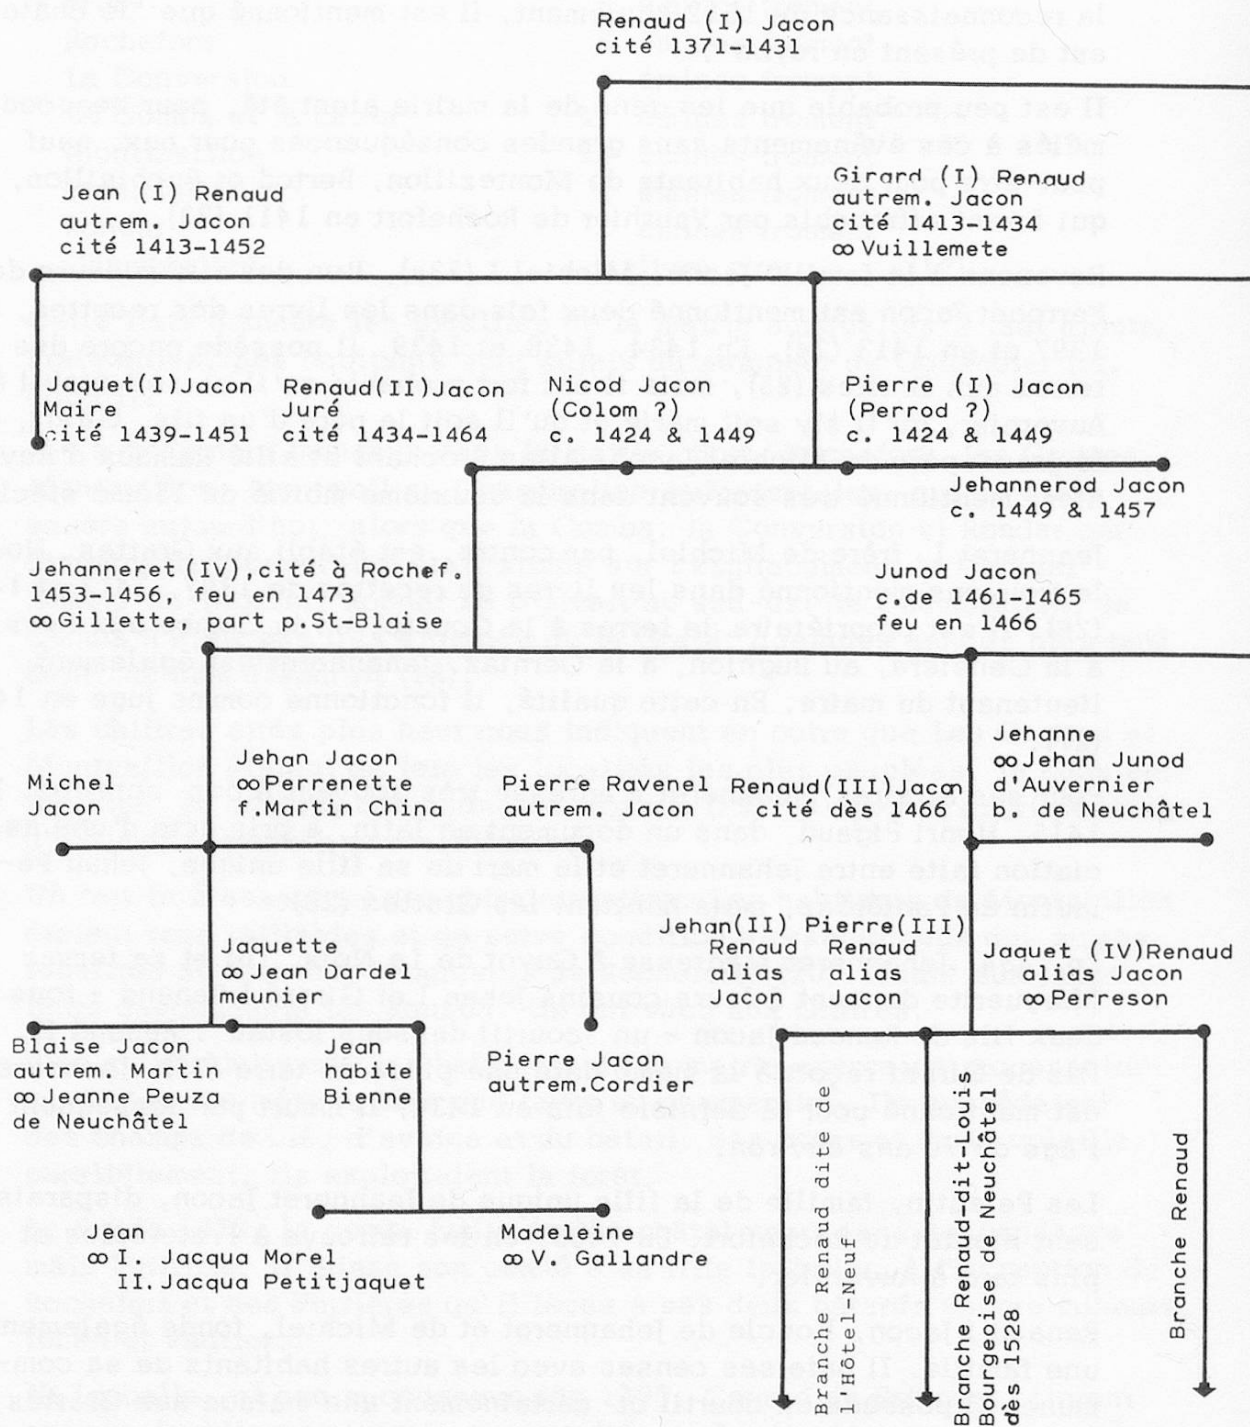 Renaud (I) Jacon
cité 1371-1431
Jean (I) Renaud
autrem. Jacon
cité 1413-1452
Girard (I) Renaud
autrem. Jacon
cité 1413-1434
∞ Vuillemete
Jaquet(I)Jacon
Maire
cité 1439-1451
Renaud(II)Jacon
Juré
cité 1434-1464
Nicod Jacon
(Colom ?)
c. 1424 & 1449
Pierre (I) Jacon
(Perrod ?)
c. 1424 & 1449
Jehannerod Jacon
c. 1449 & 1457
Jehanneret (IV), cité à Rochef.
1453-1456 feu en 1473
∞ Gillette part p.St-Blaise
Junod Jacon
c.de 1461-1465
feu en 1466
Michel
Jacon
Jehan Jacon
∞ Perrenette
f.Martin China
Pierre Ravenel
autrem. Jacon
Renaud(III)Jacon
cité dès 1466
Jehanne
∞ Jehan Junod
d'Auvernier
b. de Neuchâtel
Jaquette
∞ Jean Dardel
meunier
Jehan(II)
Renaud
alias
Jacon
Pierre(III)
Renaud
alias
Jacon
Jaquet (IV)Renaud
alias Jacon
∞ Perreson
Blaise Jacon
autrem. Martin
∞ Jeanne Peuza
de Neuchâtel
Jean
habite
Bienne
Pierre Jacon
autrem.Cordier
Jean
∞ I. Jacqua Morel
II. Jacqua Petitjaquet
Madeleine
∞ V. Gallandre
Branche Renaud dite de
l'Hôtel-Neuf
Branche Renaud-dit-Louis
Bourgeoise de Neuchâtel
dès 1528
Branche Renaud